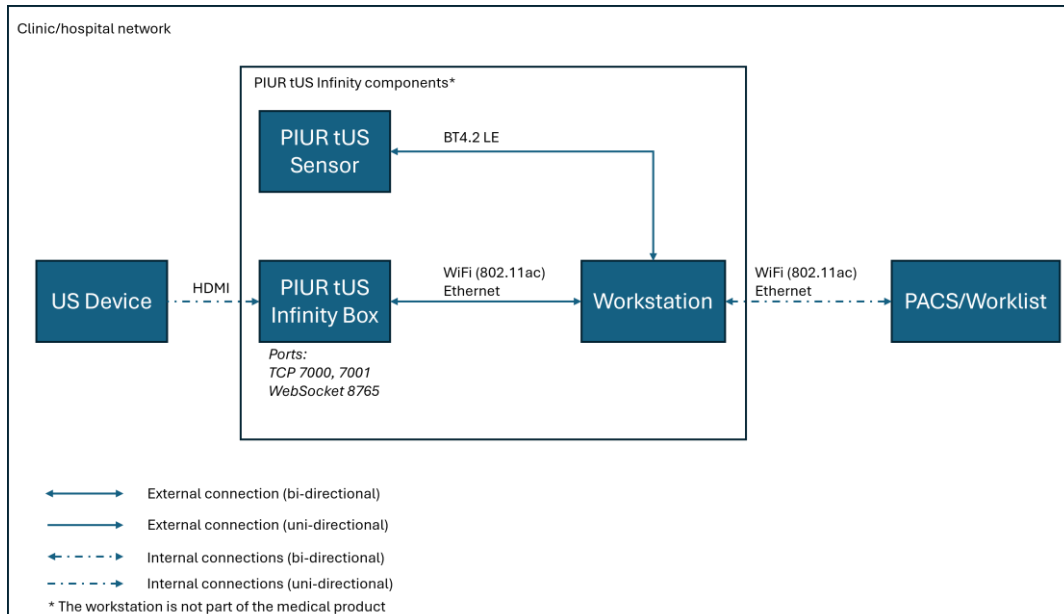 Clinic/hospital network
PIUR tUS Infinity components*
PIUR tUS
Sensor
BT4.2 LE
US Device
HDMI
PIUR tUS
Infinity Box
WiFi (802.11ac)
Ethernet
Workstation
WiFi (802.11ac)
Ethernet
PACS/Worklist
Ports:
TCP 7000, 7001
WebSocket 8765
External connection (bi-directional)
External connection (uni-directional)
Internal connections (bi-directional)
Internal connections (uni-directional)
* The workstation is not part of the medical product